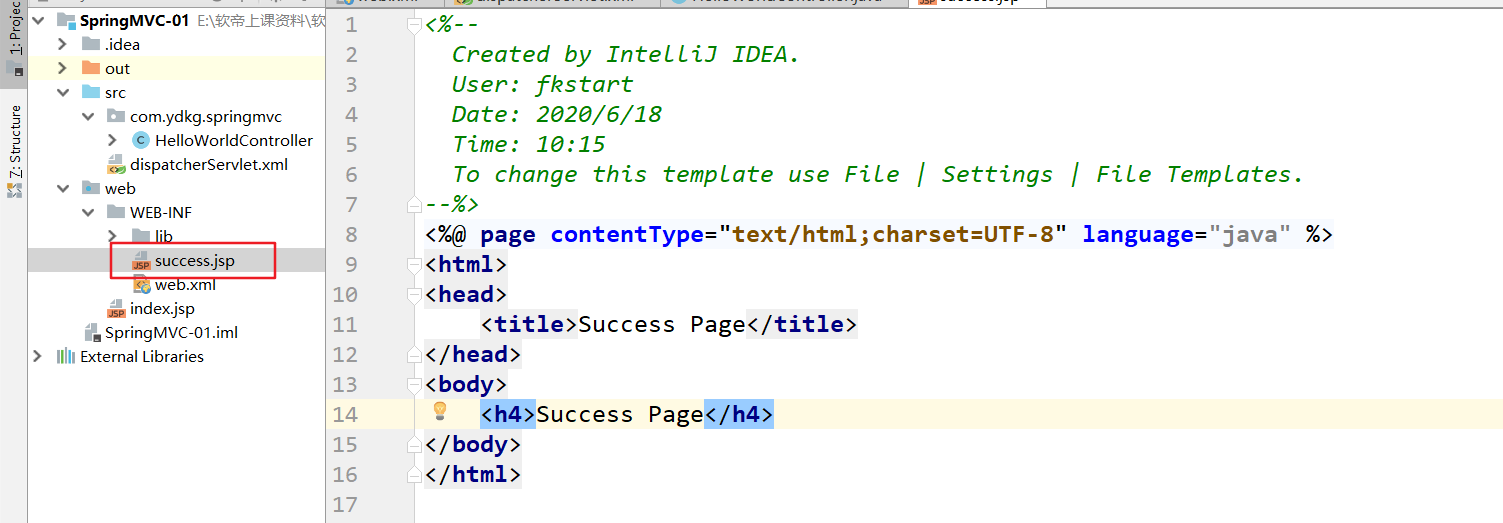 1: Projec
Z: Structure
SpringMVC-01 E:\软帝上课资料\软
.idea
out
src
com.ydkg.springmvc
C HelloWorldController
dispatcherServlet.xml
web
WEB-INF
lib
JSP success.jsp
web.xml
JSP index.jsp
SpringMVC-01.iml
External Libraries
1 <%--
2 Created by IntelliJ IDEA.
3 User: fkstart
4 Date: 2020/6/18
5 Time: 10:15
6 To change this template use File | Settings | File Templates.
7 --%>
8 <%@ page contentType="text/html;charset=UTF-8" language="java" %>
9 <html>
10 <head>
11 <title>Success Page</title>
12 </head>
13 <body>
14 <h4>Success Page</h4>
15 </body>
16 </html>
17